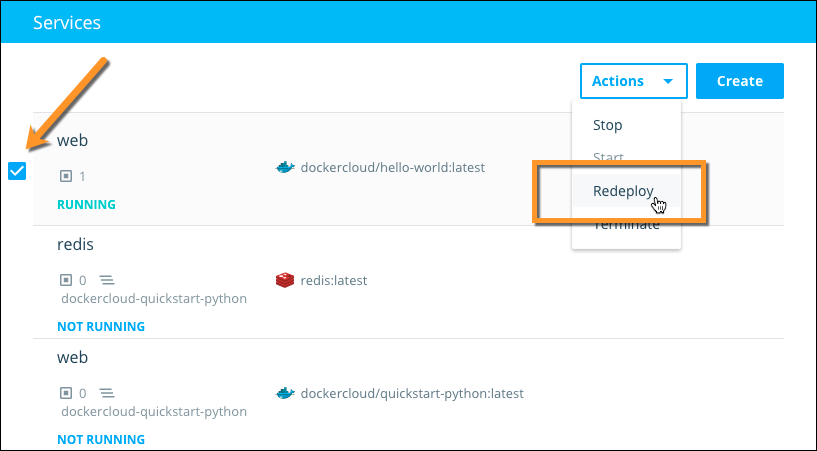 Services
Actions
Create
Stop
Start
Redeploy
Terminate
web
1
dockercloud/hello-world:latest
RUNNING
redis
0
redis:latest
dockercloud-quickstart-python
NOT RUNNING
web
0
dockercloud/quickstart-python:latest
dockercloud-quickstart-python
NOT RUNNING